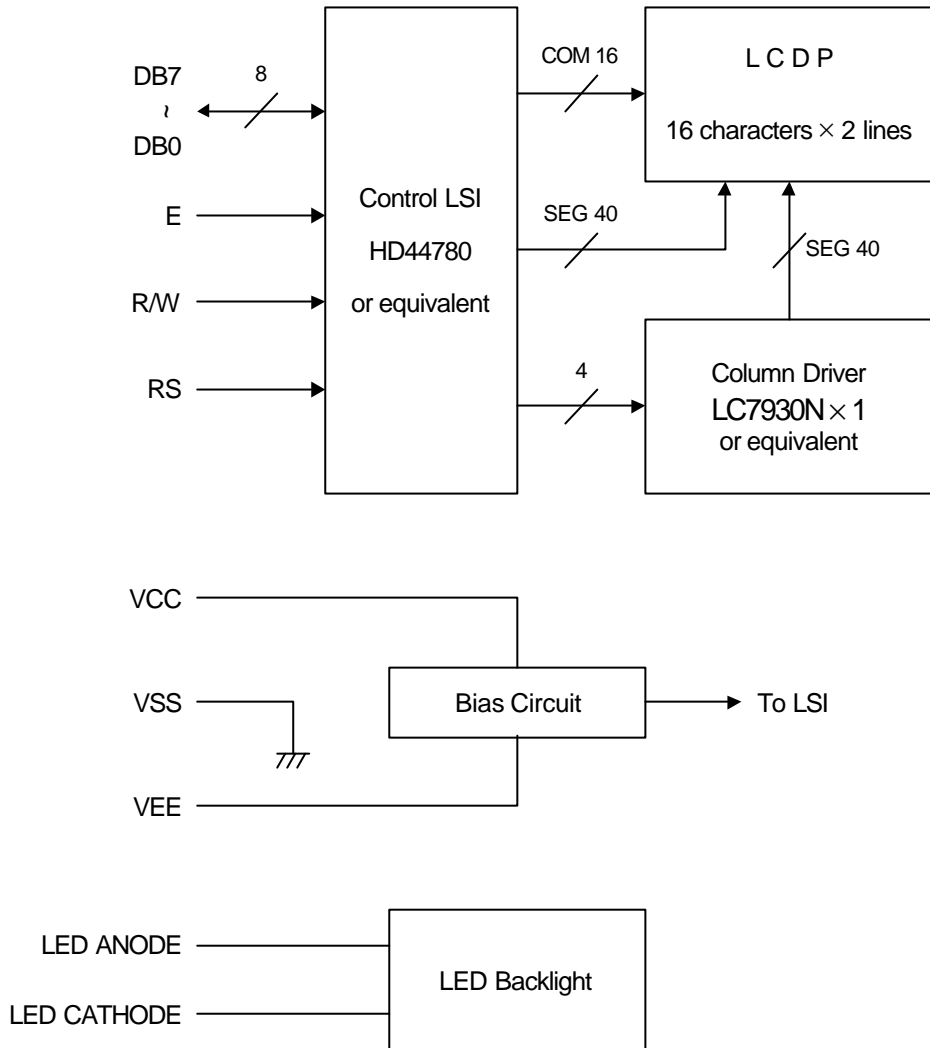 DB7
~
DB0
8
E
R/W
RS
Control LSI
HD44780
or equivalent
COM 16
SEG 40
4
L C D P
16 characters × 2 lines
SEG 40
Column Driver
LC7930N × 1
or equivalent
VCC
VSS
VEE
Bias Circuit
To LSI
LED ANODE
LED CATHODE
LED Backlight